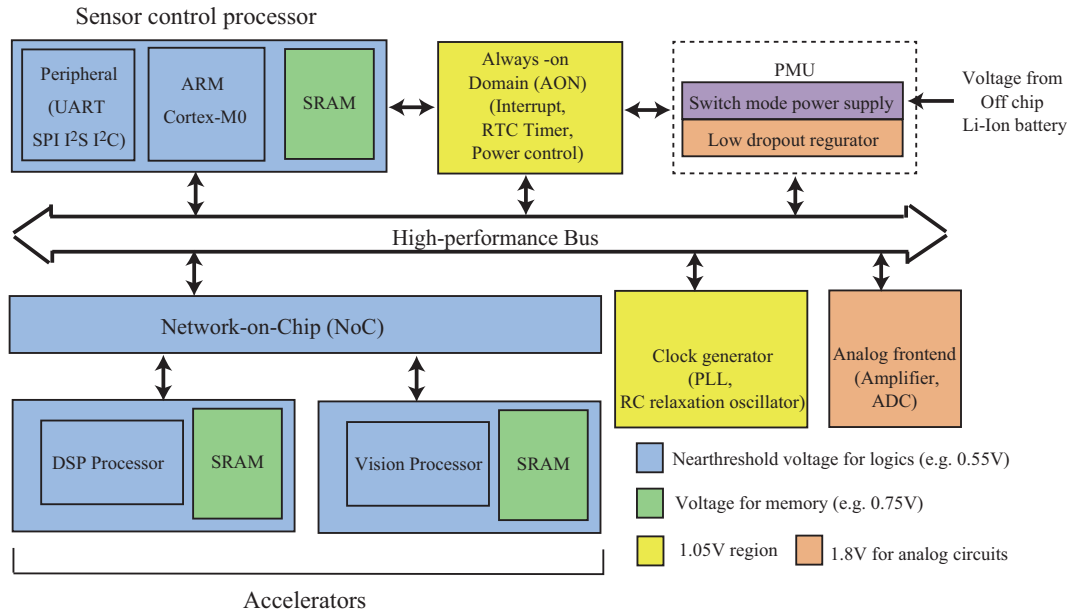 Sensor control processor
Peripheral
(UART
SPI I²S I²C)
ARM
Cortex-M0
SRAM
Always -on
Domain (AON)
(Interrupt,
RTC Timer,
Power control)
PMU
Switch mode power supply
Low dropout regurator
Voltage from
Off chip
Li-Ion battery
High-performance Bus
Network-on-Chip (NoC)
Clock generator
(PLL,
RC relaxation oscillator)
Analog frontend
(Amplifier,
ADC)
DSP Processor
SRAM
Vision Processor
SRAM
Nearthreshold voltage for logics (e.g. 0.55V)
Voltage for memory (e.g. 0.75V)
1.05V region
1.8V for analog circuits
Accelerators